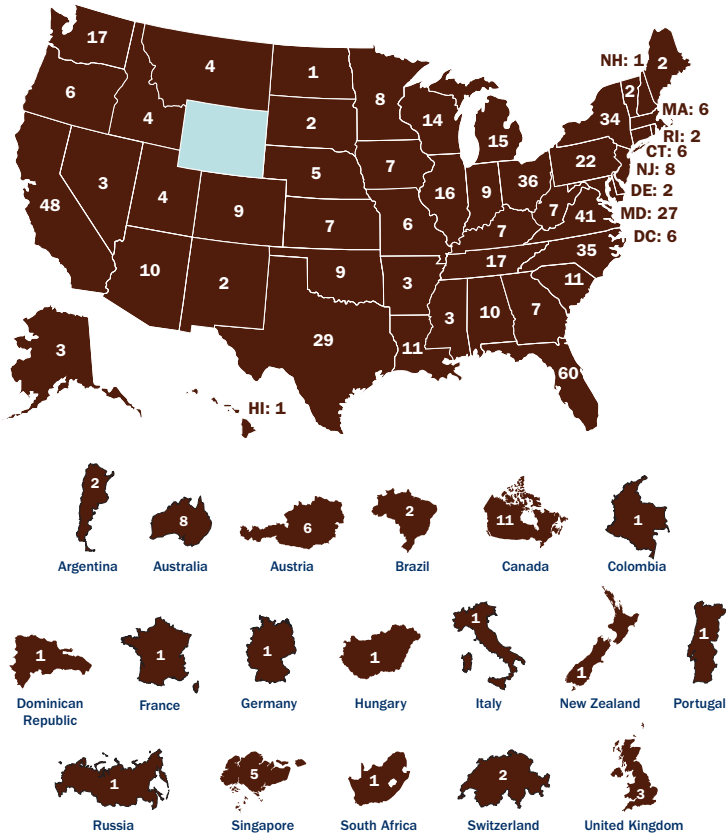 17
4
1
8
NH: 1
2
2
6
4
2
14
15
34
MA: 6
RI: 2
CT: 6
3
4
5
7
16
9
36
22
NJ: 8
DE: 2
48
9
7
6
7
7
41
MD: 27
DC: 6
10
2
9
3
17
35
11
3
10
7
29
11
60
3
HI: 1
2
8
6
2
11
1
Argentina
Australia
Austria
Brazil
Canada
Colombia
1
1
1
1
1
1
1
Dominican
Republic
France
Germany
Hungary
Italy
New Zealand
Portugal
1
5
1
2
3
Russia
Singapore
South Africa
Switzerland
United Kingdom